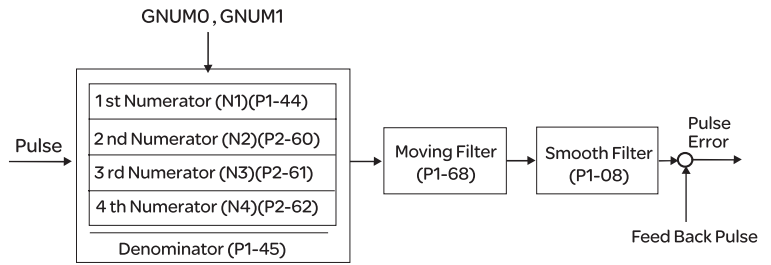 GNUM0, GNUM1
Pulse
1 st Numerator (N1)(P1-44)
2 nd Numerator (N2)(P2-60)
3 rd Numerator (N3)(P2-61)
4 th Numerator (N4)(P2-62)
Denominator (P1-45)
Moving Filter
(P1-68)
Smooth Filter
(P1-08)
Pulse
Error
Feed Back Pulse